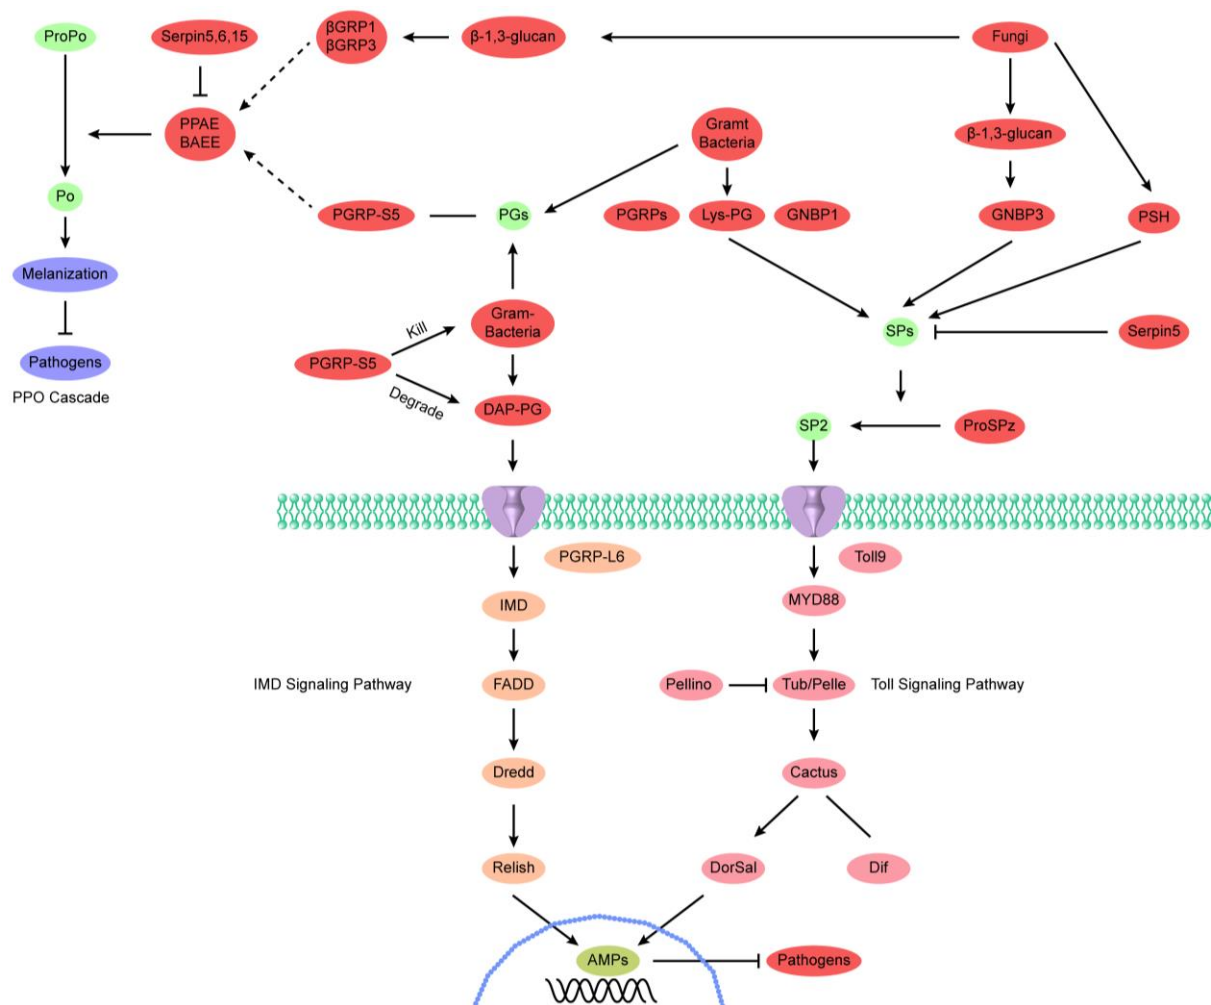 ProPo
Serpin5,6,15
βGRP1
βGRP3
β-1,3-glucan
Fungi
PPAE
BAEE
Gramt
Bacteria
β-1,3-glucan
Po
PGRP-S5
PGs
PGRPs
Lys-PG
GNBP1
GNBP3
PSH
Melanization
Gram-
Bacteria
Kill
SPs
Serpin5
Pathogens
PGRP-S5
PPO Cascade
Degrade
DAP-PG
SP2
ProSPz
PGRP-L6
Toll9
IMD
MYD88
IMD Signaling Pathway
FADD
Pellino
Tub/Pelle
Toll Signaling Pathway
Dredd
Cactus
Relish
DorSal
Dif
AMPs
Pathogens